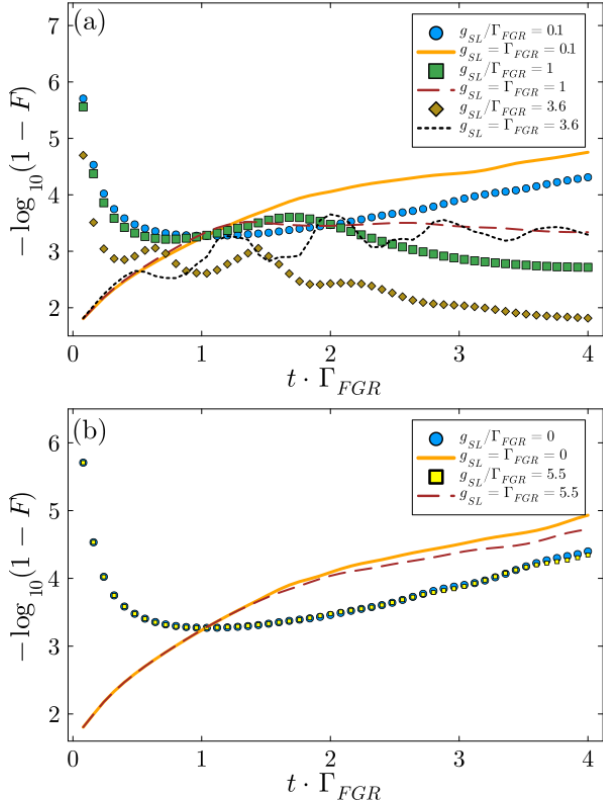 (a)
g_SL/Γ_FGR = 0.1
g_SL = Γ_FGR = 0.1
g_SL/Γ_FGR = 1
g_SL = Γ_FGR = 1
g_SL/Γ_FGR = 3.6
g_SL = Γ_FGR = 3.6
7
6
5
4
3
2
− log₁₀(1 − F)
0 1 2 3 4
t · Γ_FGR
(b)
g_SL/Γ_FGR = 0
g_SL = Γ_FGR = 0
g_SL/Γ_FGR = 5.5
g_SL = Γ_FGR = 5.5
6
5
4
3
2
− log₁₀(1 − F)
0 1 2 3 4
t · Γ_FGR